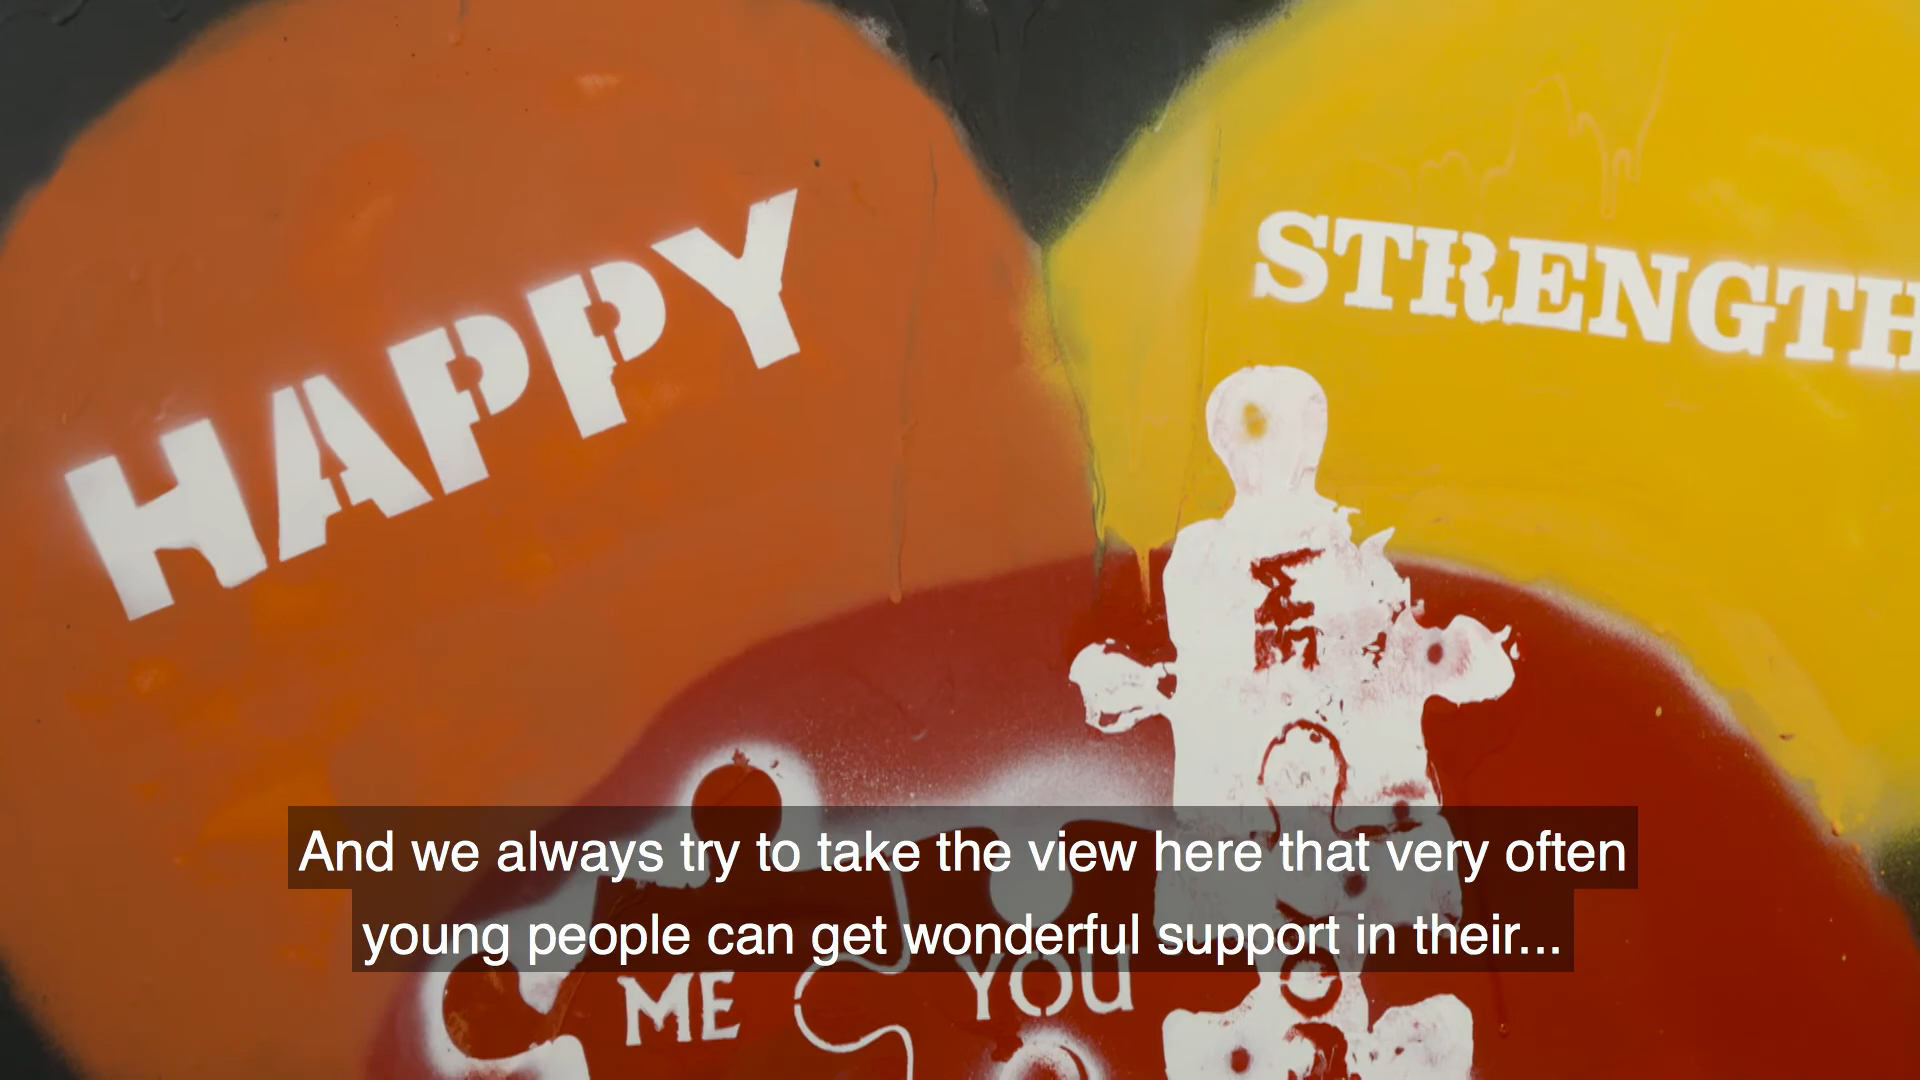 HAPPY
STRENGTH
And we always try to take the view here that very often
young people can get wonderful support in their...
ME
YOU